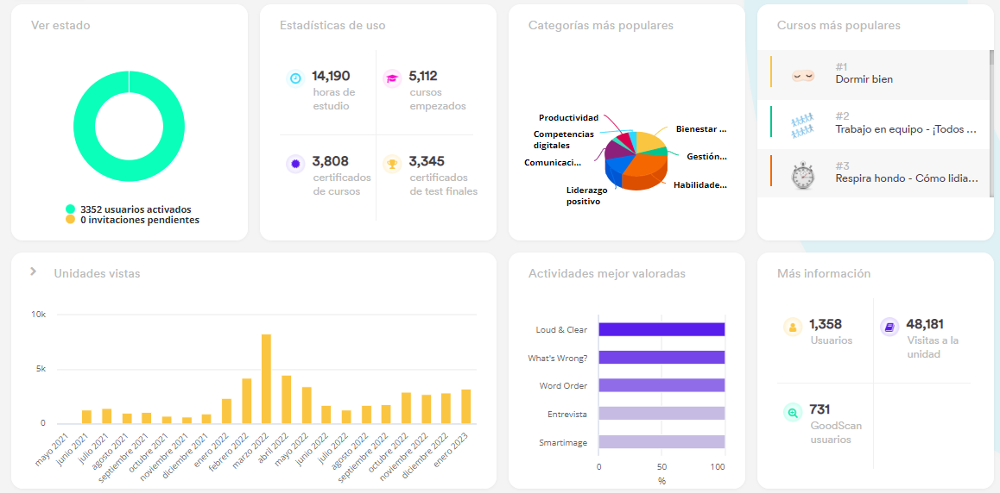 Ver estado
3352 usuarios activados
0 invitaciones pendientes
Estadísticas de uso
14,190
horas de
estudio
5,112
cursos
empezados
3,808
certificados
de cursos
3,345
certificados
de test finales
Categorías más populares
Productividad
Competencias
digitales
Comunicaci...
Liderazgo
positivo
Bienestar ...
Gestión...
Habilidade...
Cursos más populares
#1
Dormir bien
#2
Trabajo en equipo - ¡Todos ...
#3
Respira hondo - Cómo lidia...
Unidades vistas
10k
5k
0
mayo 2021
junio 2021
julio 2021
agosto 2021
septiembre 2021
octubre 2021
noviembre 2021
diciembre 2021
enero 2022
febrero 2022
marzo 2022
abril 2022
mayo 2022
junio 2022
julio 2022
agosto 2022
septiembre 2022
octubre 2022
noviembre 2022
diciembre 2022
enero 2023
Actividades mejor valoradas
Loud & Clear
What's Wrong?
Word Order
Entrevista
Smartimage
0 50 100
%
Más información
1,358
Usuarios
48,181
Visitas a la
unidad
731
GoodScan
usuarios